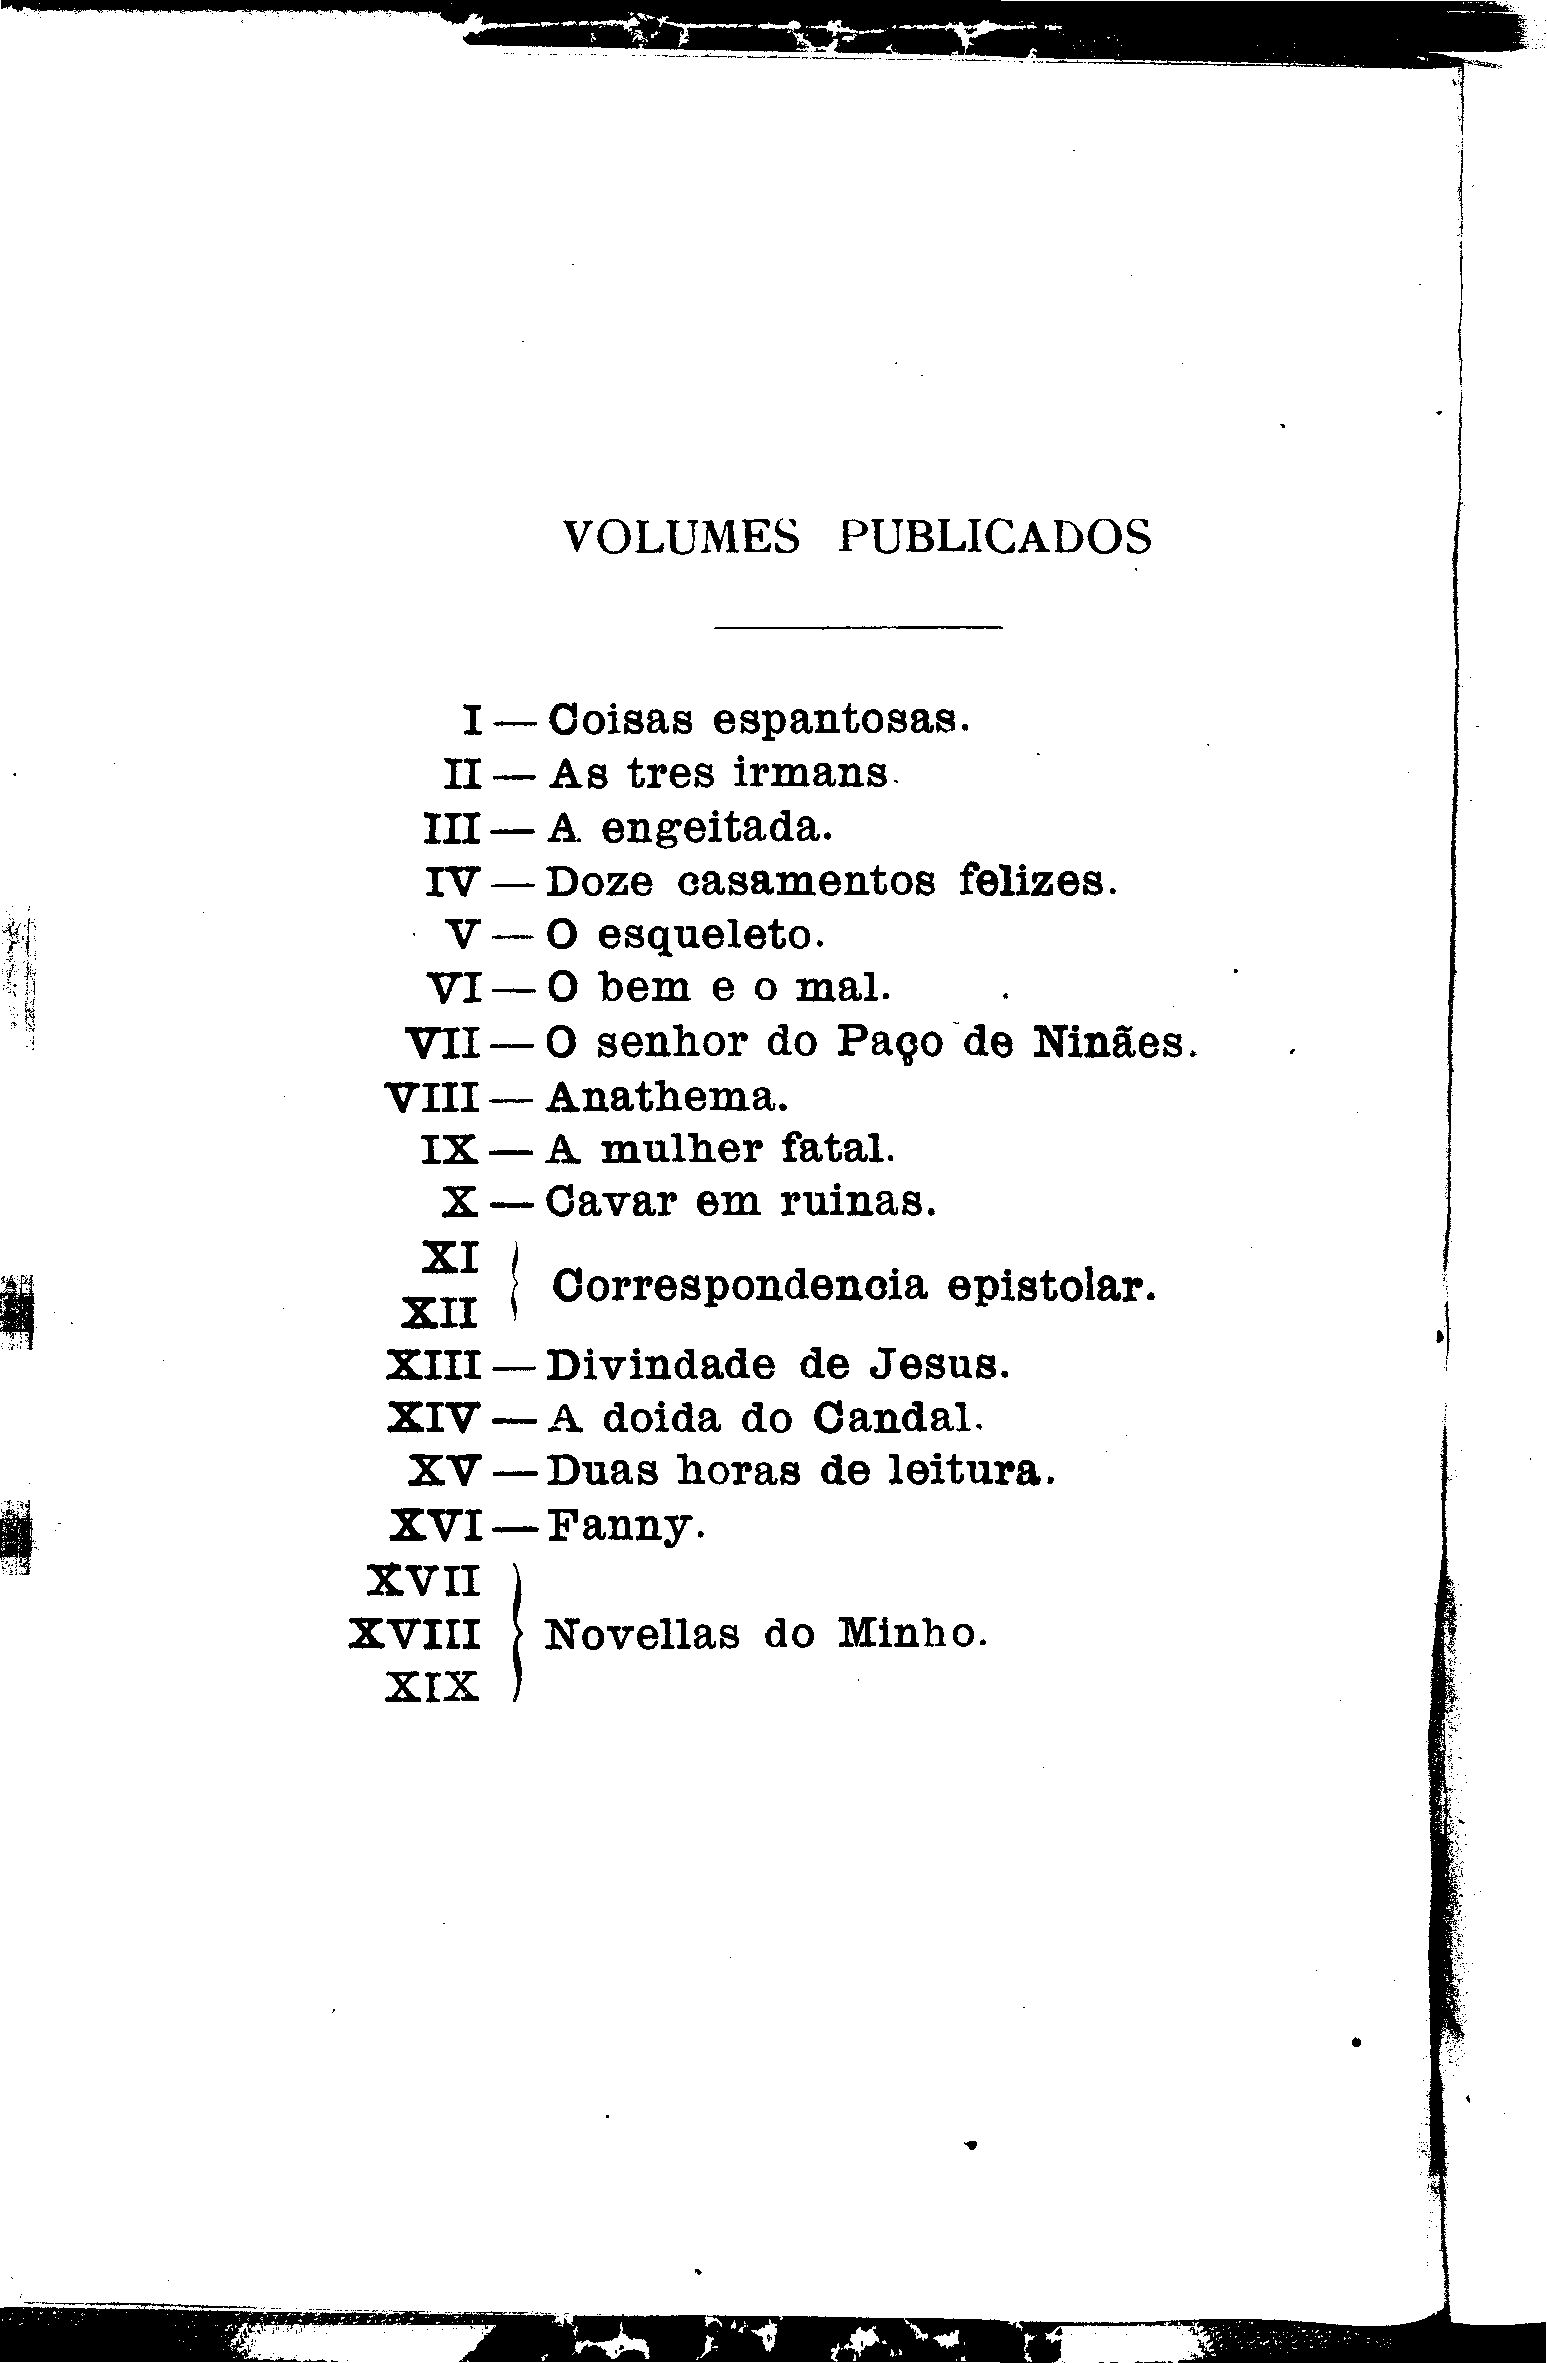 VOLUMES PUBLICADOS
I — Coisas espantosas.
II — As tres irmans.
III — A engeitada.
IV — Doze casamentos felizes.
V — O esqueleto.
VI — O bem e o mal.
VII — O senhor do Paço de Ninães.
VIII — Anathema.
IX — A mulher fatal.
X — Cavar em ruinas.
XI
XII } Correspondencia epistolar.
XIII — Divindade de Jesus.
XIV — A doida do Candal.
XV — Duas horas de leitura.
XVI — Fanny.
XVII
XVIII } Novellas do Minho.
XIX